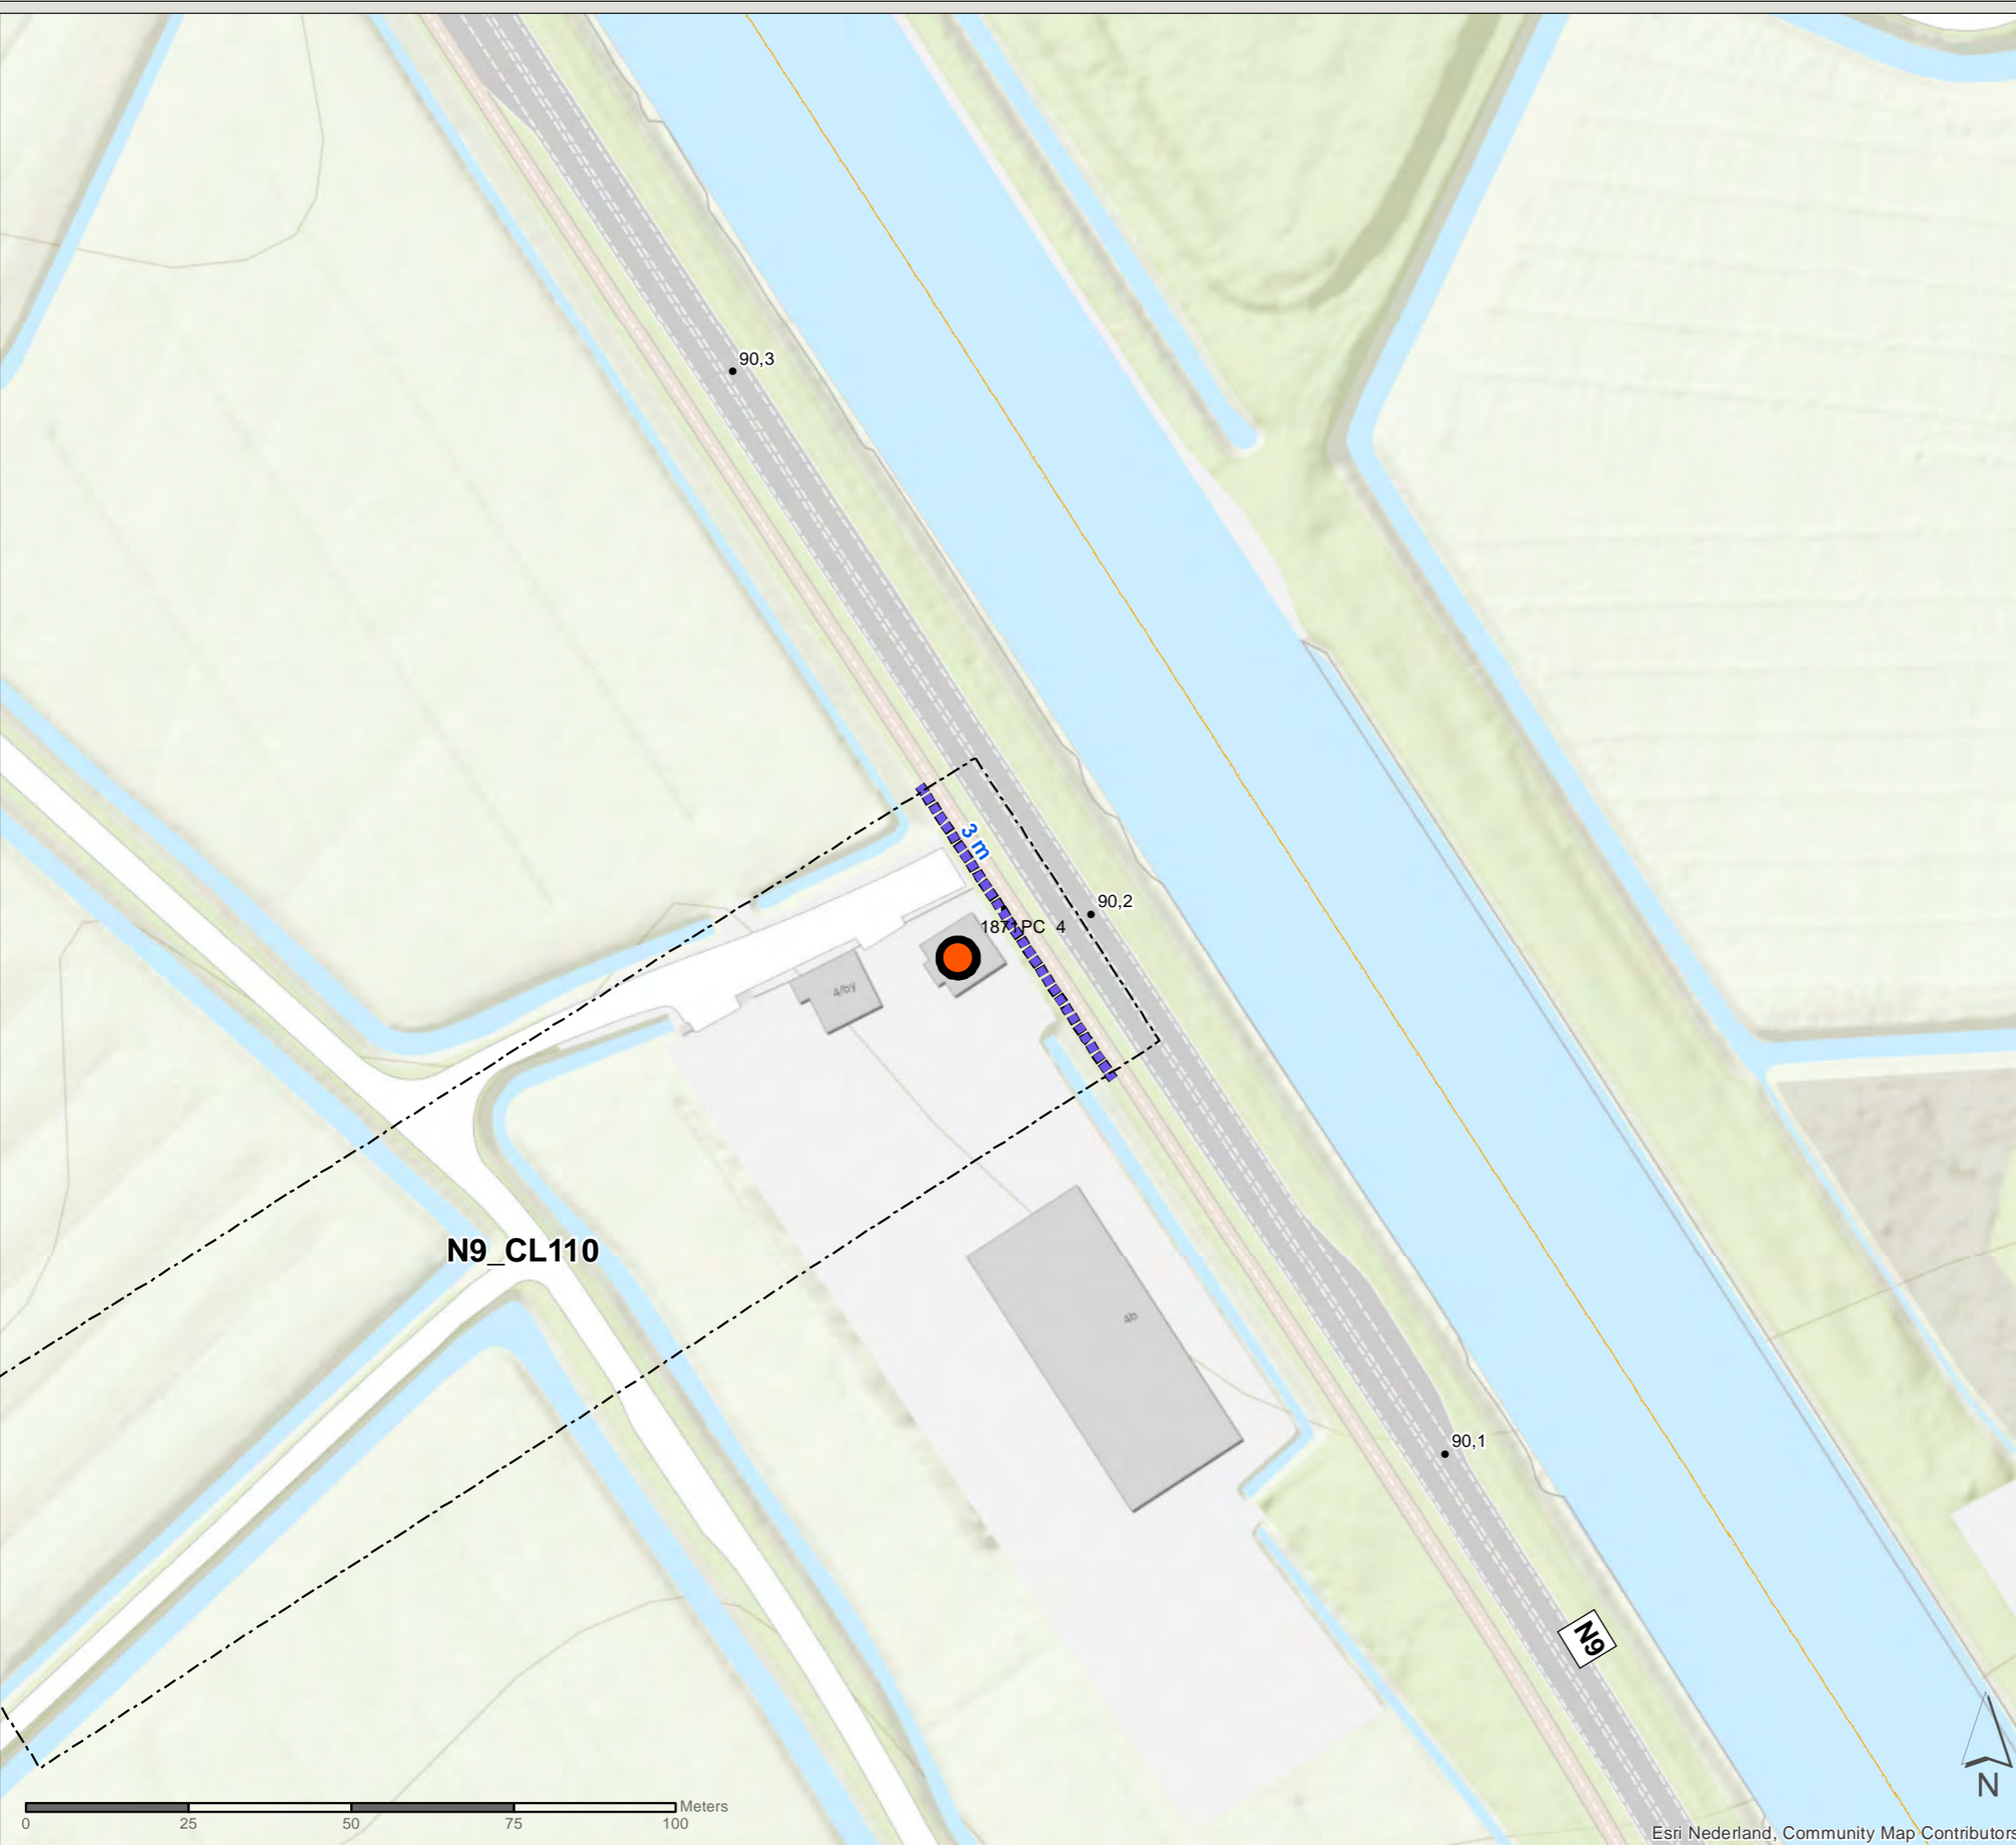 90,3
3 m
90,2
1871PC 4
4/by
N9_CL110
4b
90,1
N9
N
Meters
0 25 50 75 100
Esri Nederland, Community Map Contributors